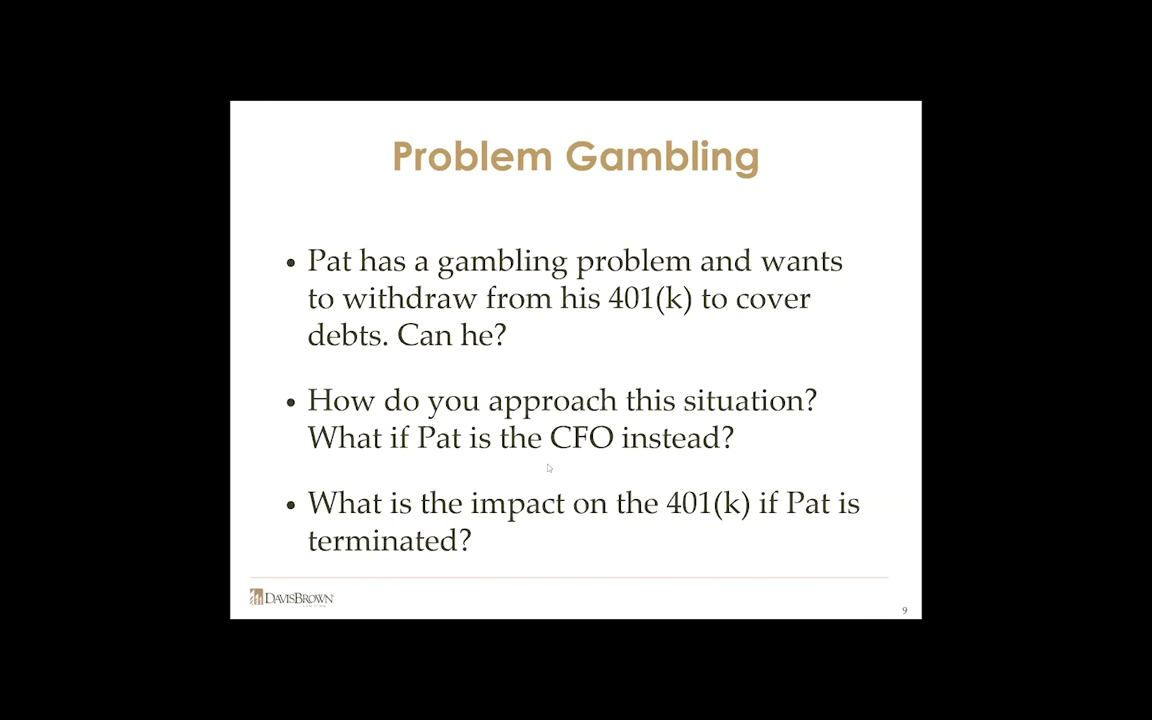 Problem Gambling
• Pat has a gambling problem and wants
to withdraw from his 401(k) to cover
debts. Can he?
• How do you approach this situation?
What if Pat is the CFO instead?
• What is the impact on the 401(k) if Pat is
terminated?
DAVISBROWN
LAW FIRM
9